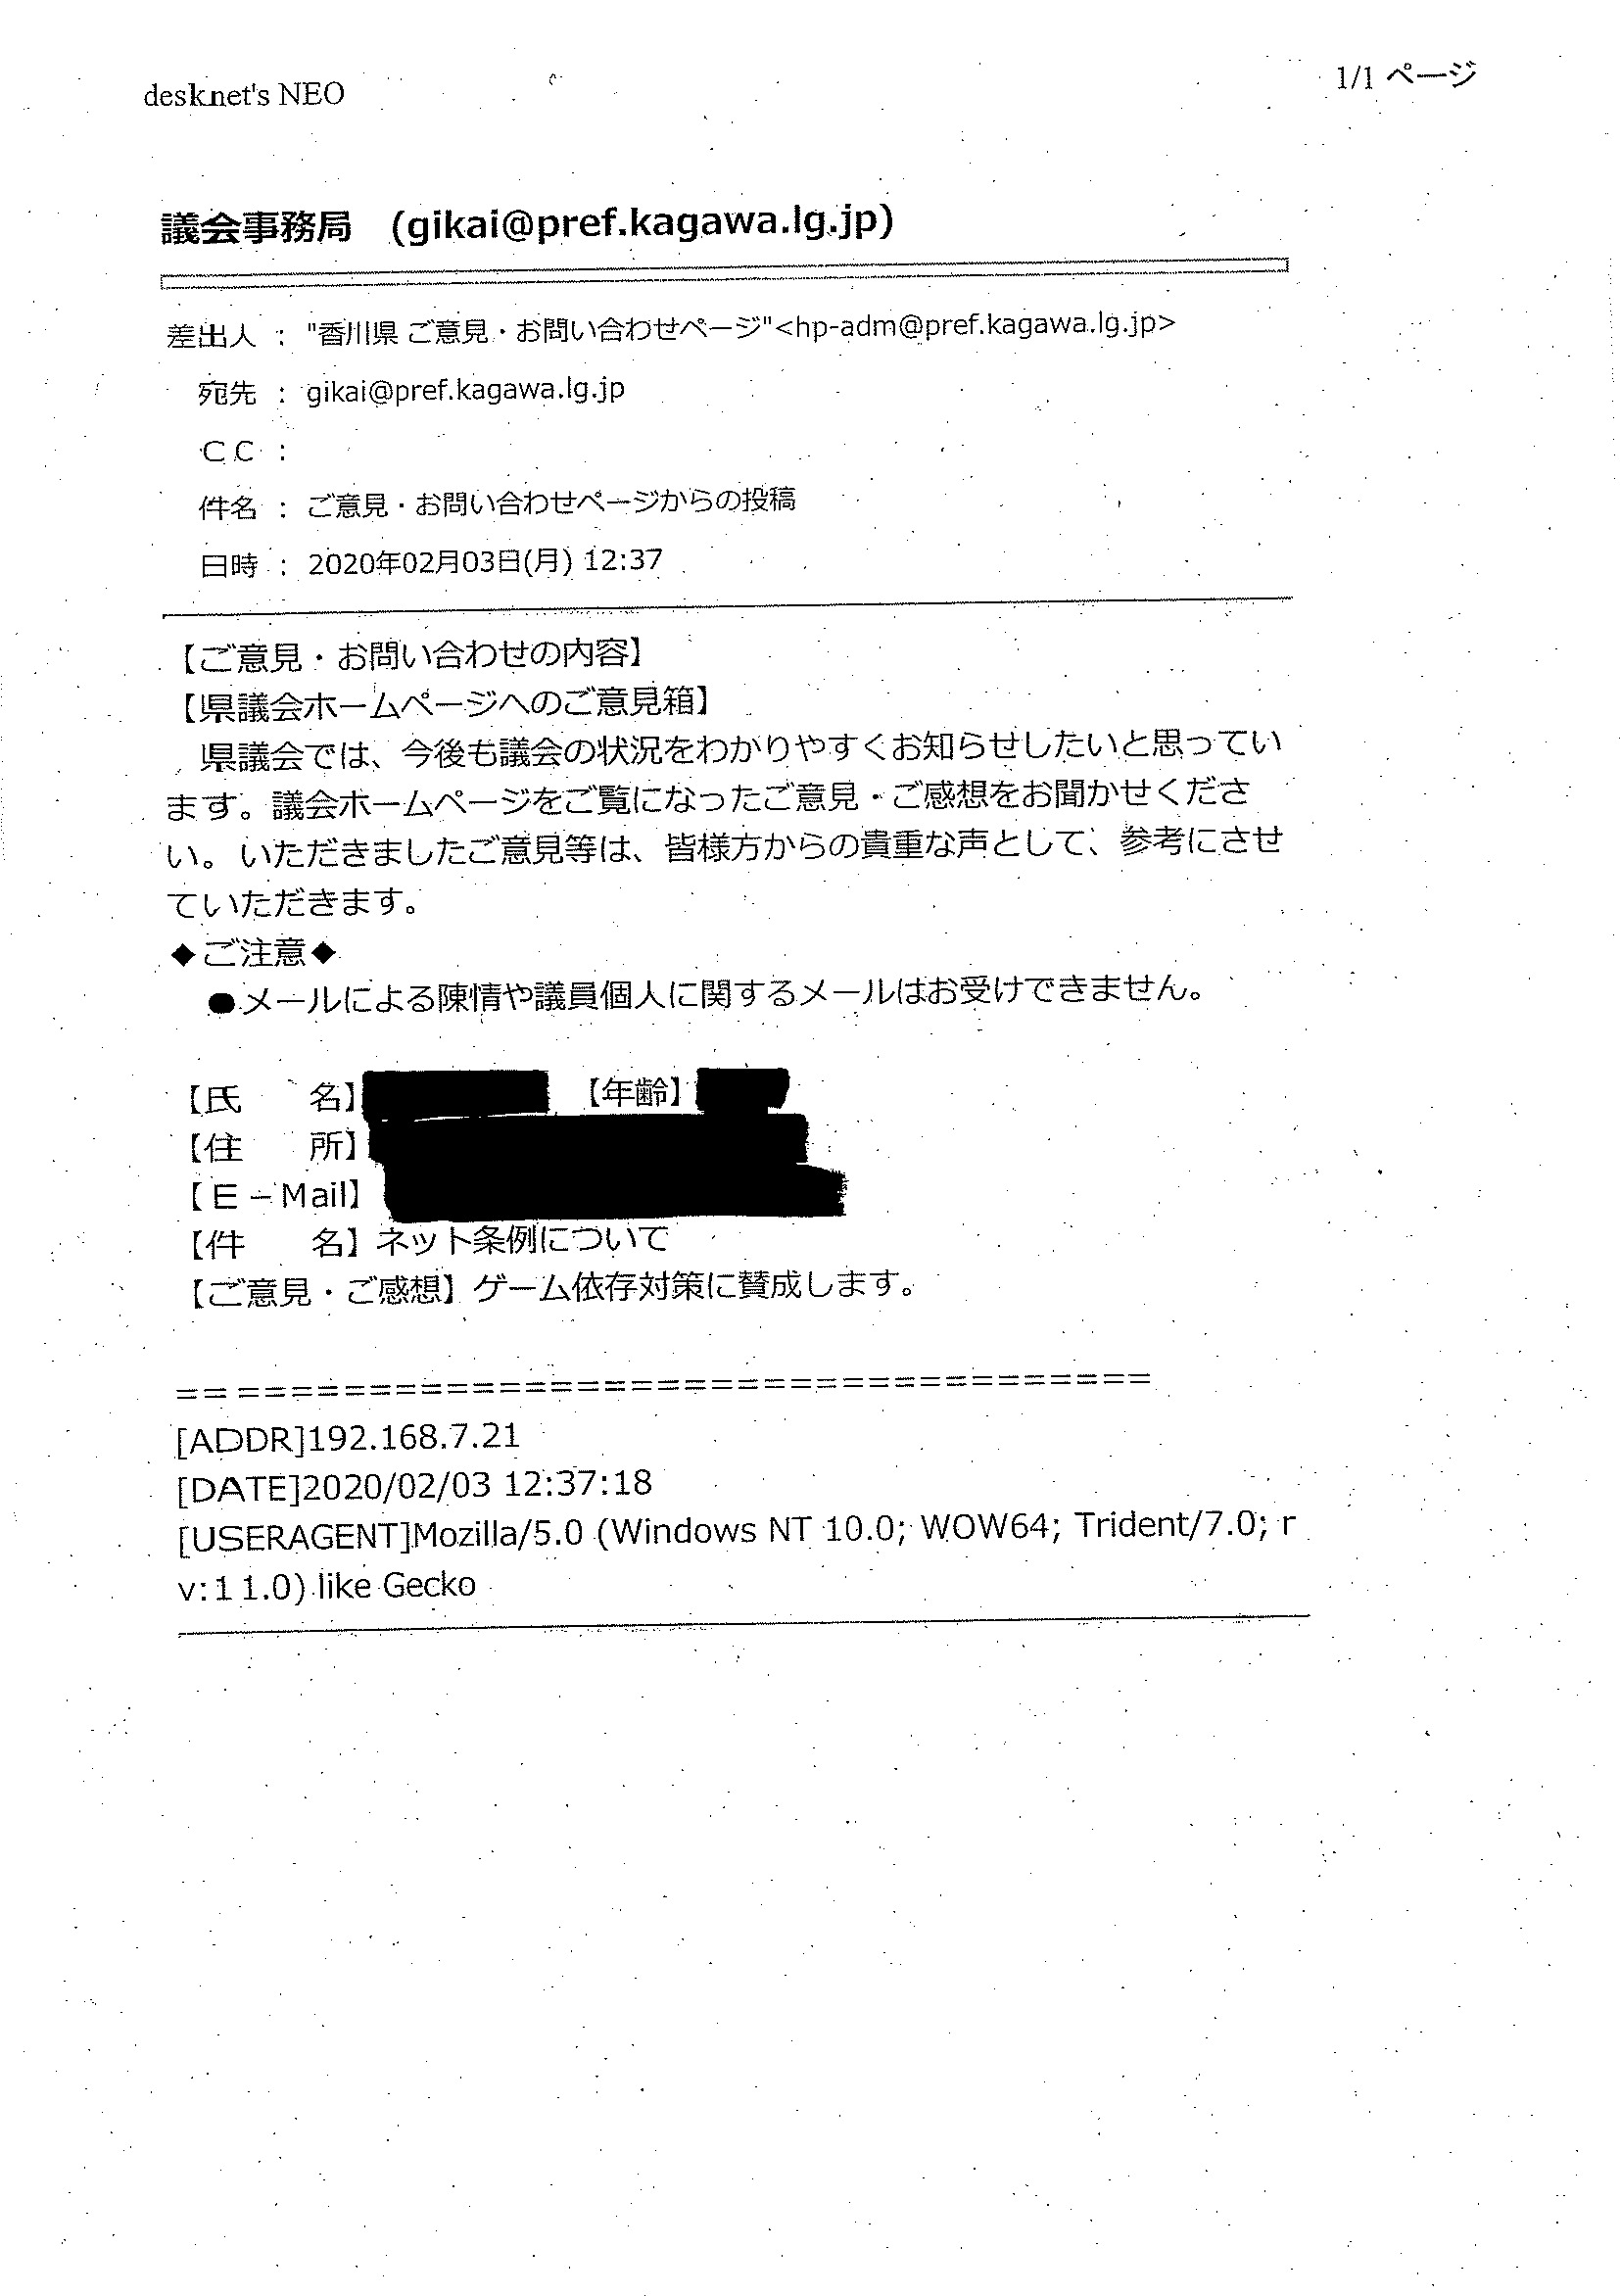 desknet's NEO
1/1 ページ
議会事務局　(gikai@pref.kagawa.lg.jp)
差出人 ： "香川県 ご意見・お問い合わせページ"<hp-adm@pref.kagawa.lg.jp>
宛先 ： gikai@pref.kagawa.lg.jp
ＣＣ ：
件名 ： ご意見・お問い合わせページからの投稿
日時 ： 2020年02月03日(月) 12:37
【ご意見・お問い合わせの内容】
【県議会ホームページへのご意見箱】
　県議会では、今後も議会の状況をわかりやすくお知らせしたいと思ってい
ます。議会ホームページをご覧になったご意見・ご感想をお聞かせくださ
い。いただきましたご意見等は、皆様方からの貴重な声として、参考にさせ
ていただきます。
◆ご注意◆
　●メールによる陳情や議員個人に関するメールはお受けできません。
【氏　　名】　【年齢】
【住　　所】
【Ｅ－Mail】
【件　　名】ネット条例について
【ご意見・ご感想】ゲーム依存対策に賛成します。
＝＝＝＝＝＝＝＝＝＝＝＝＝＝＝＝＝＝＝＝＝＝＝＝＝＝＝＝＝＝＝＝＝＝＝＝＝
[ADDR]192.168.7.21
[DATE]2020/02/03 12:37:18
[USERAGENT]Mozilla/5.0 (Windows NT 10.0; WOW64; Trident/7.0; r
v:11.0) like Gecko